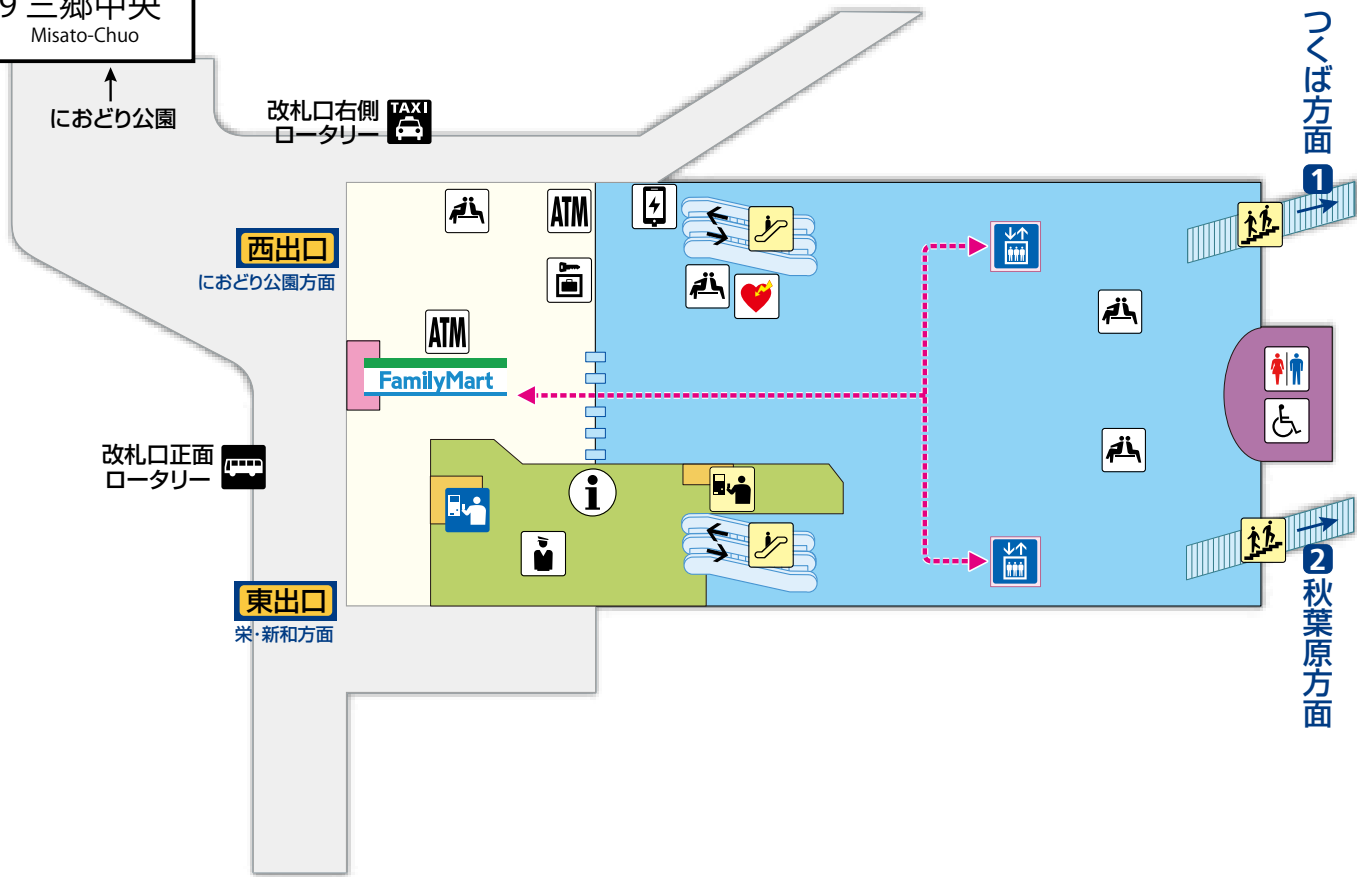 9 三郷中央
Misato-Chuo
におどり公園
改札口右側
ロータリー
TAXI
つくば方面
1
西出口
におどり公園方面
ATM
ATM
FamilyMart
改札口正面
ロータリー
i
東出口
栄・新和方面
2
秋葉原方面